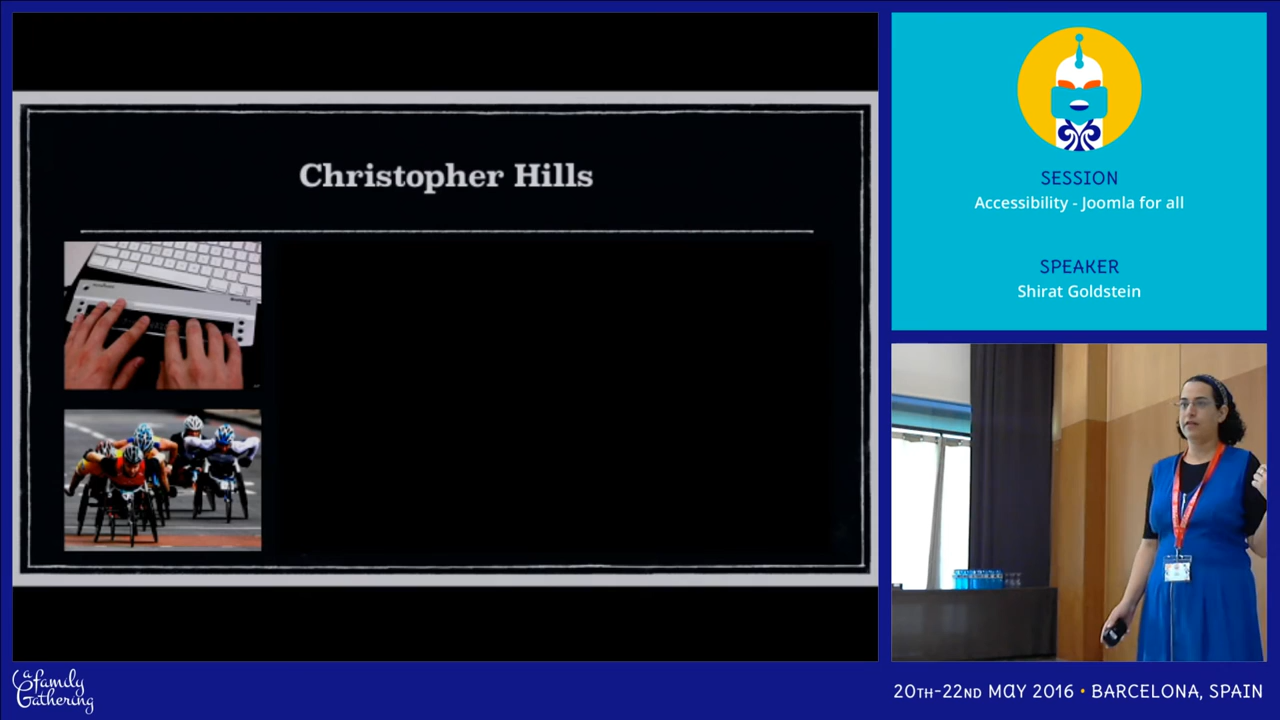 Christopher Hills
SESSION
Accessibility - Joomla for all
SPEAKER
Shirat Goldstein
a family
Gathering
20TH-22ND MAY 2016 • BARCELONA, SPAIN